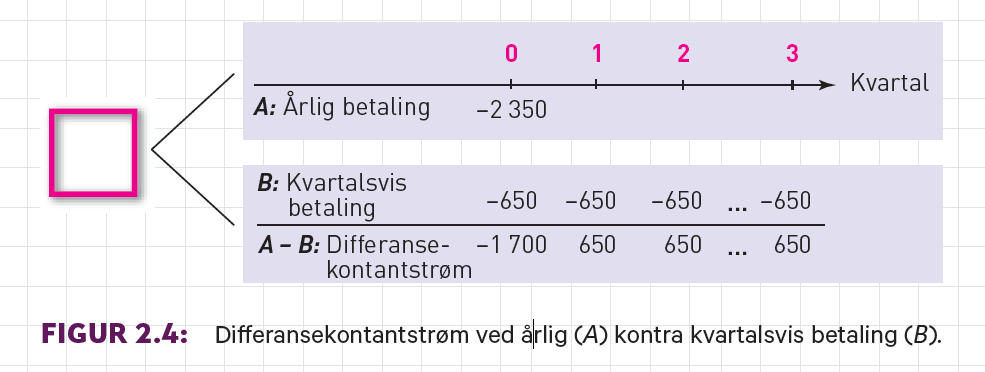 0 1 2 3
Kvartal
A: Årlig betaling −2 350
B: Kvartalsvis
betaling −650 −650 −650 ... −650
A − B: Differanse- −1 700 650 650 ... 650
kontantstrøm
FIGUR 2.4: Differansekontantstrøm ved årlig (A) kontra kvartalsvis betaling (B).